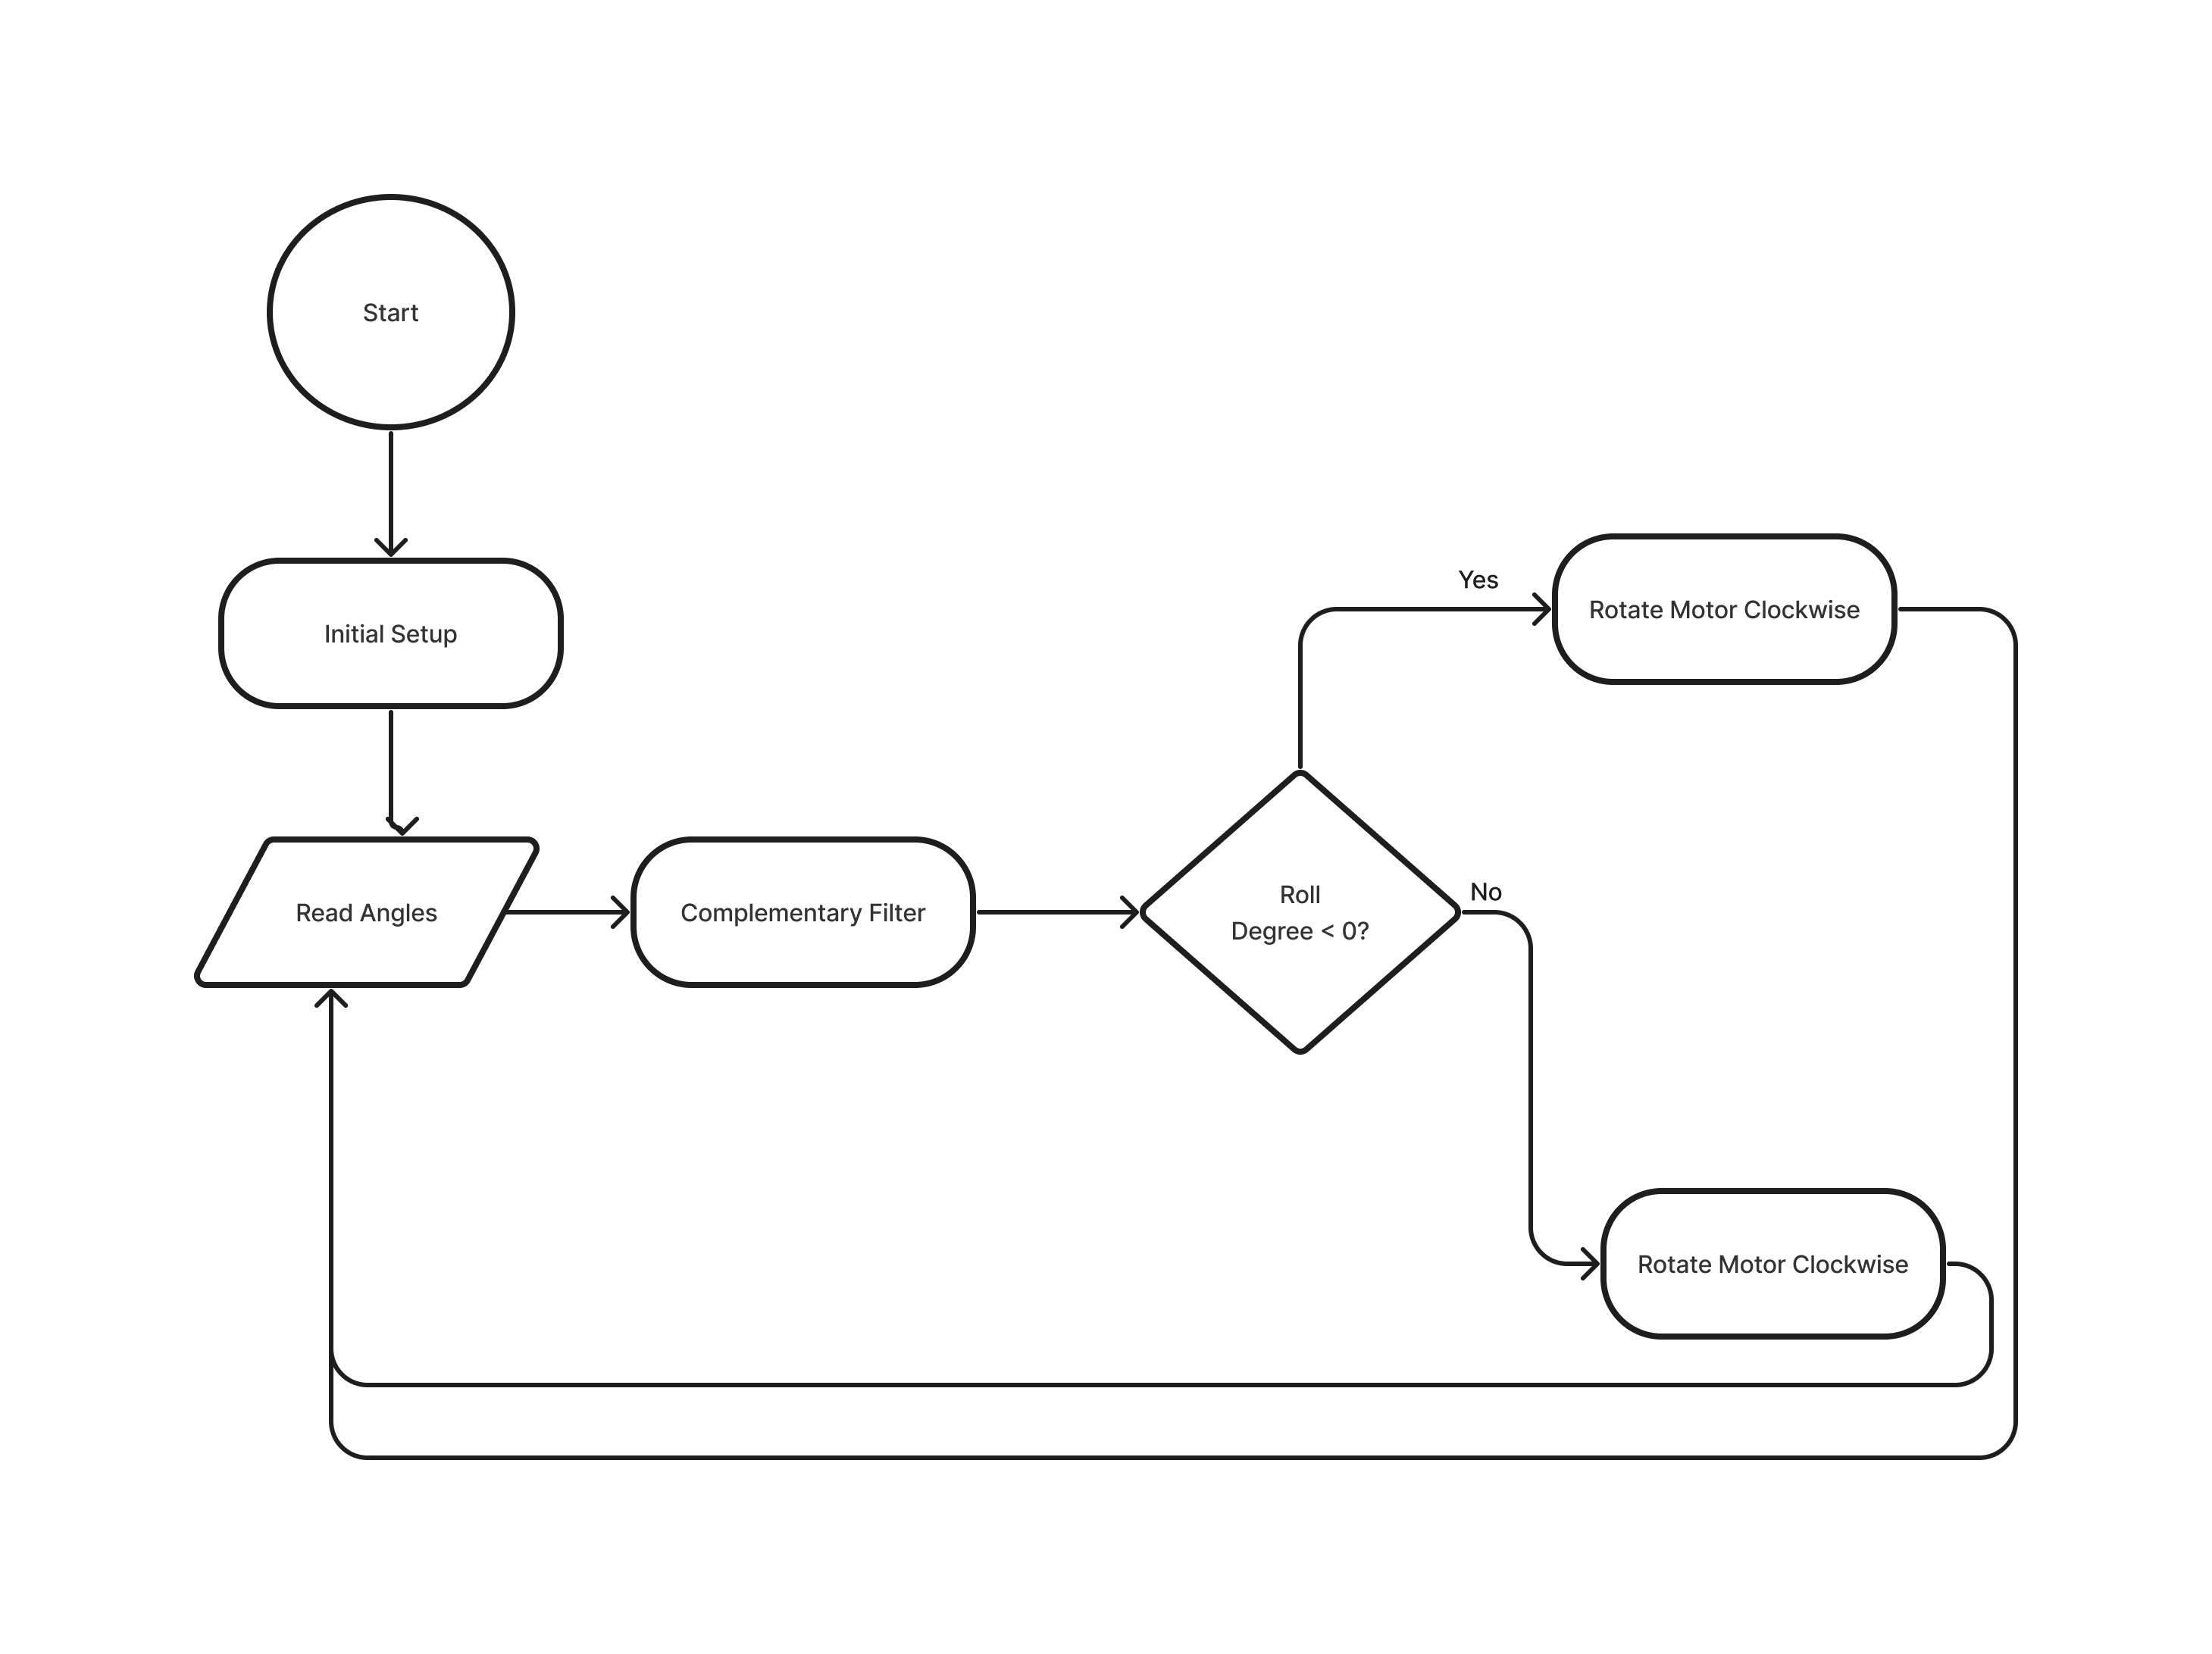 Start
Initial Setup
Read Angles
Complementary Filter
Roll
Degree < 0?
Yes
Rotate Motor Clockwise
No
Rotate Motor Clockwise